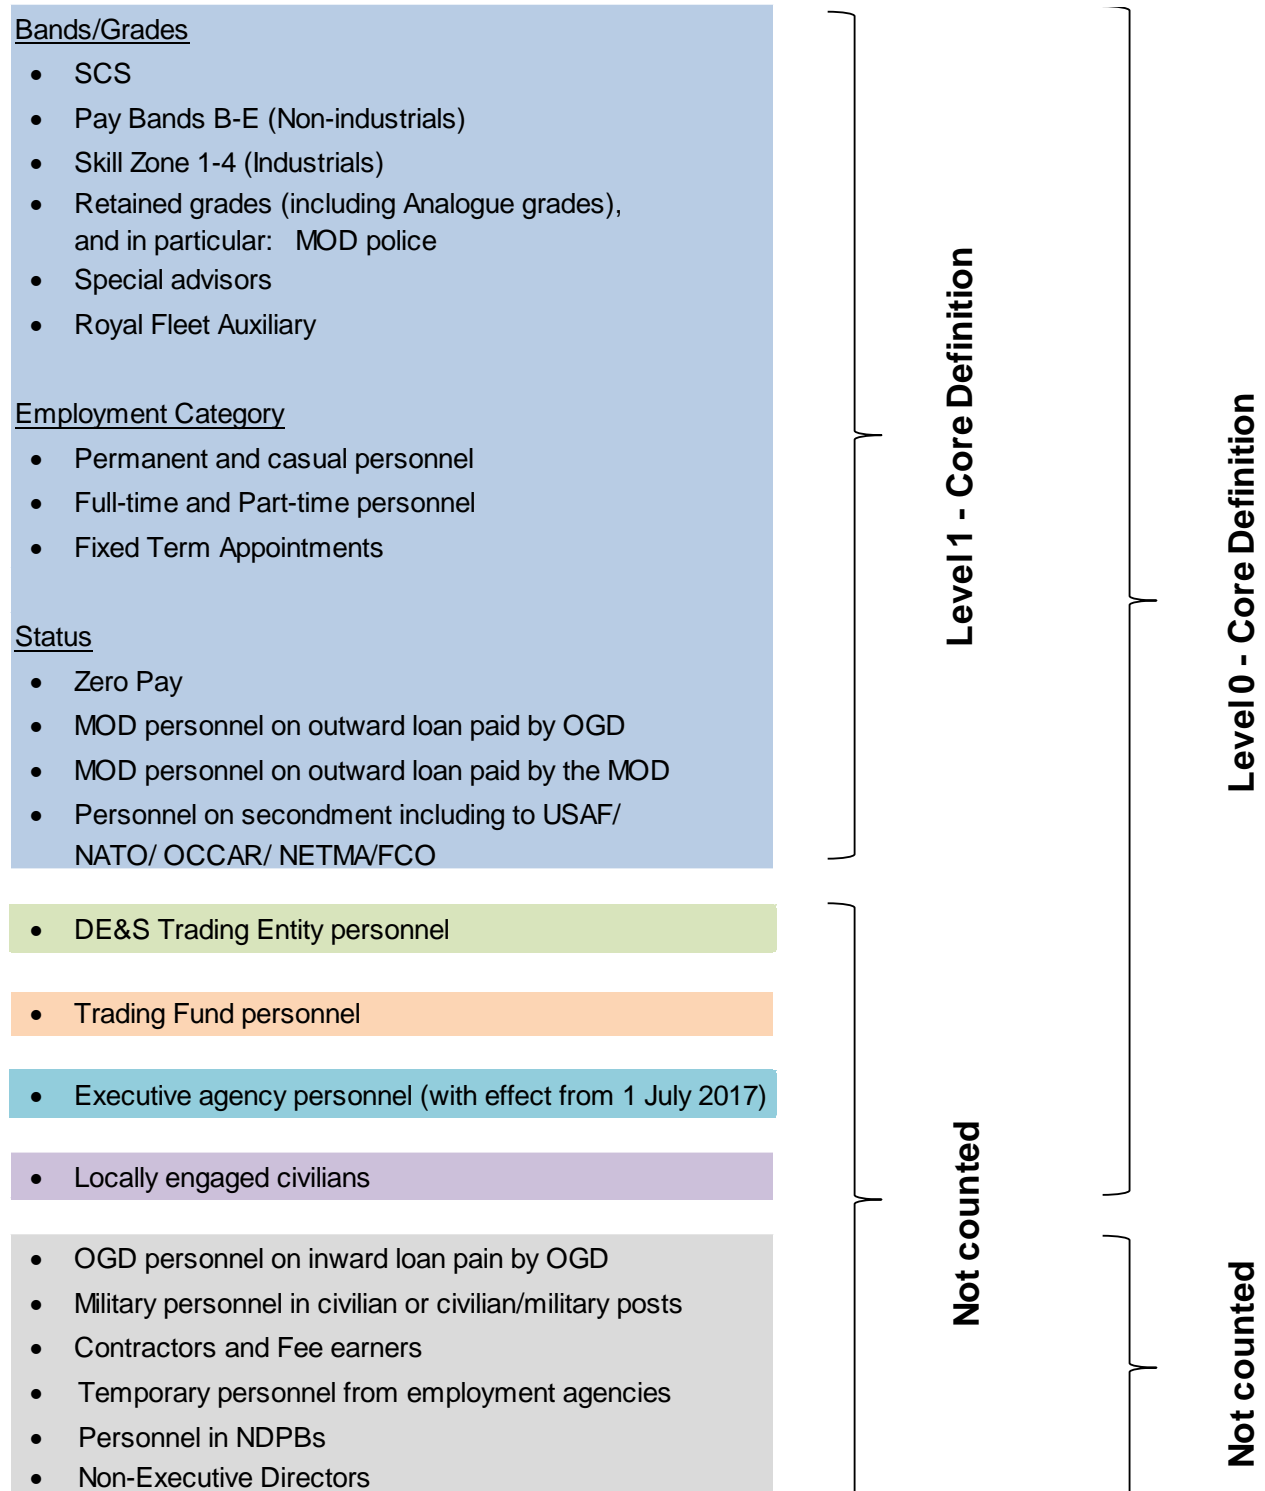 Bands/Grades
• SCS
• Pay Bands B-E (Non-industrials)
• Skill Zone 1-4 (Industrials)
• Retained grades (including Analogue grades),
and in particular: MOD police
• Special advisors
• Royal Fleet Auxiliary
Employment Category
• Permanent and casual personnel
• Full-time and Part-time personnel
• Fixed Term Appointments
Status
• Zero Pay
• MOD personnel on outward loan paid by OGD
• MOD personnel on outward loan paid by the MOD
• Personnel on secondment including to USAF/
NATO/ OCCAR/ NETMA/FCO
• DE&S Trading Entity personnel
• Trading Fund personnel
• Executive agency personnel (with effect from 1 July 2017)
• Locally engaged civilians
• OGD personnel on inward loan pain by OGD
• Military personnel in civilian or civilian/military posts
• Contractors and Fee earners
• Temporary personnel from employment agencies
• Personnel in NDPBs
• Non-Executive Directors
Level 1 - Core Definition
Not counted
Level 0 - Core Definition
Not counted